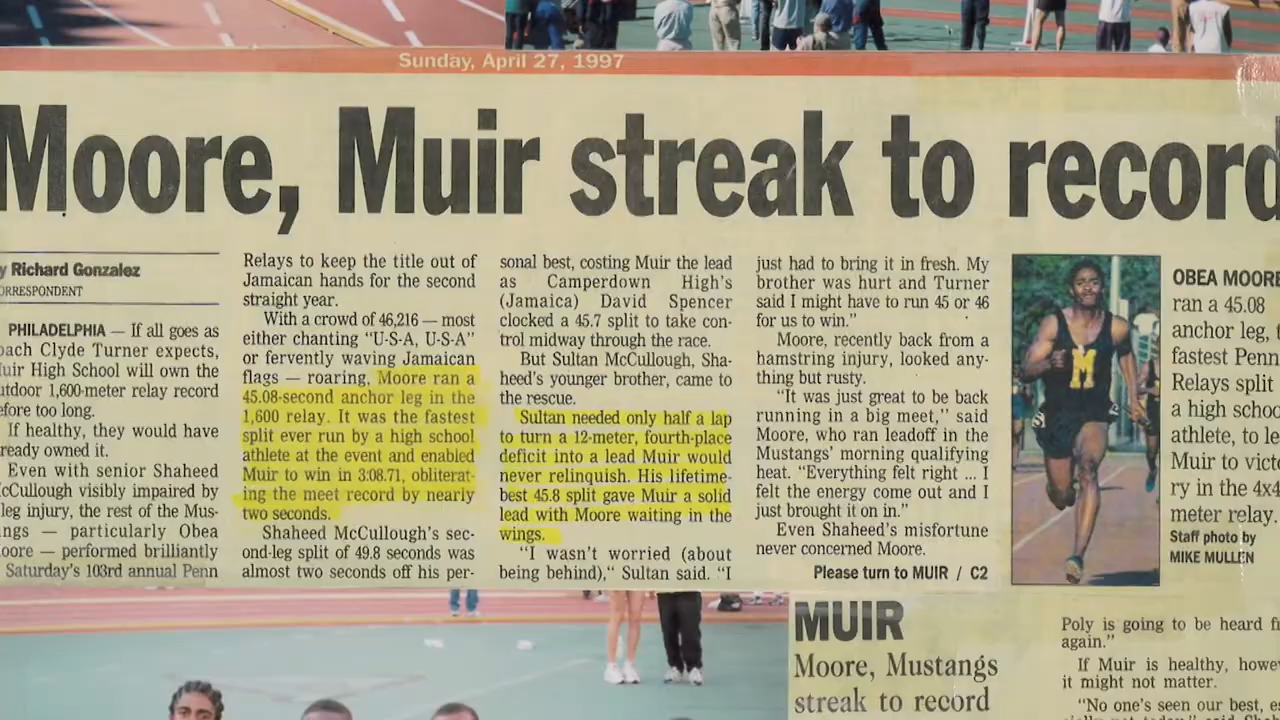 Sunday, April 27, 1997
Moore, Muir streak to record
y Richard Gonzalez
ORRESPONDENT
PHILADELPHIA — If all goes as
oach Clyde Turner expects,
uir High School will own the
utdoor 1,600-meter relay record
efore too long.
If healthy, they would have
ready owned it.
Even with senior Shaheed
cCullough visibly impaired by
leg injury, the rest of the Mus-
ngs — particularly Obea
oore — performed brilliantly
Saturday's 103rd annual Penn
Relays to keep the title out of
Jamaican hands for the second
straight year.
With a crowd of 46,216 — most
either chanting “U-S-A, U-S-A”
or fervently waving Jamaican
flags — roaring, Moore ran a
45.08-second anchor leg in the
1,600 relay. It was the fastest
split ever run by a high school
athlete at the event and enabled
Muir to win in 3:08.71, obliterat-
ing the meet record by nearly
two seconds.
Shaheed McCullough's sec-
ond-leg split of 49.8 seconds was
almost two seconds off his per-
sonal best, costing Muir the lead
as Camperdown High's
(Jamaica) David Spencer
clocked a 45.7 split to take con-
trol midway through the race.
But Sultan McCullough, Sha-
heed's younger brother, came to
the rescue.
Sultan needed only half a lap
to turn a 12-meter, fourth-place
deficit into a lead Muir would
never relinquish. His lifetime-
best 45.8 split gave Muir a solid
lead with Moore waiting in the
wings.
“I wasn't worried (about
being behind),“ Sultan said. “I
just had to bring it in fresh. My
brother was hurt and Turner
said I might have to run 45 or 46
for us to win.”
Moore, recently back from a
hamstring injury, looked any-
thing but rusty.
“It was just great to be back
running in a big meet,” said
Moore, who ran leadoff in the
Mustangs' morning qualifying
heat. “Everything felt right ... I
felt the energy come out and I
just brought it on in.”
Even Shaheed's misfortune
never concerned Moore.
Please turn to MUIR / C2
M
OBEA MOORE
ran a 45.08
anchor leg,
fastest Penn
Relays split
a high schoo
athlete, to le
Muir to victo
ry in the 4x4
meter relay.
Staff photo by
MIKE MULLEN
MUIR
Moore, Mustangs
streak to record
Poly is going to be heard f
again.”
If Muir is healthy, howe
it might not matter.
“No one's seen our best, e